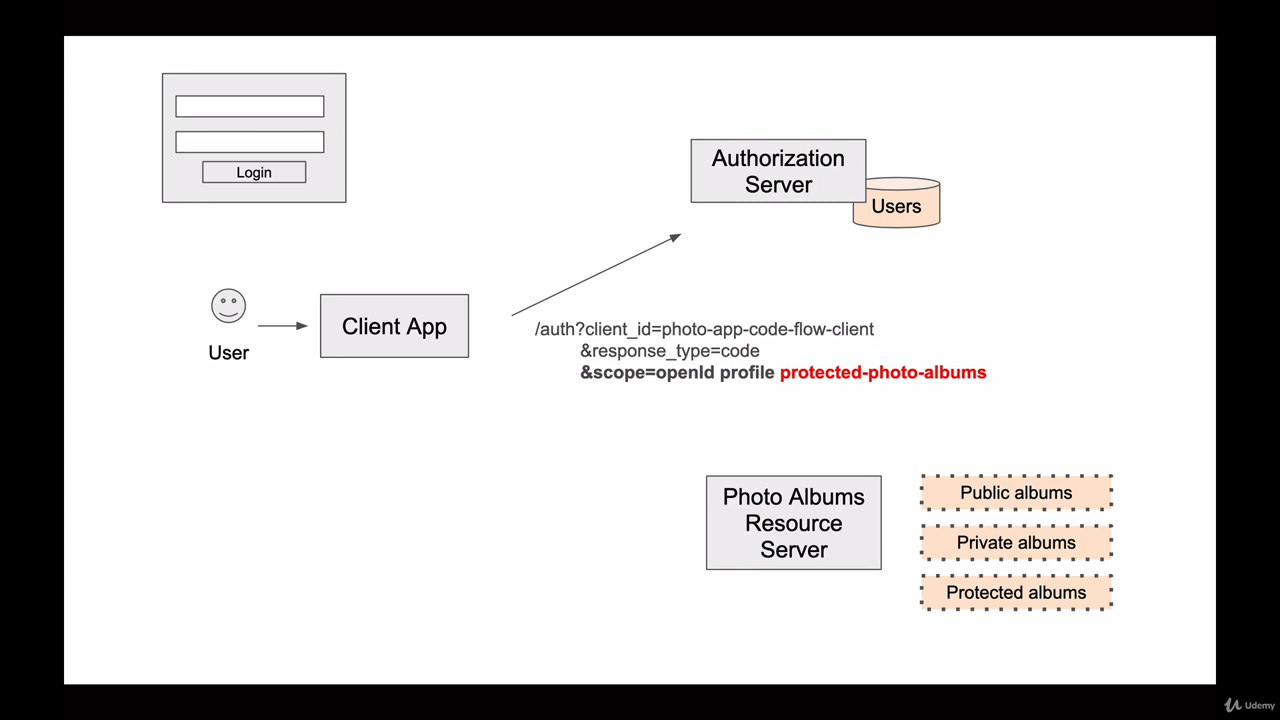 Login
Authorization
Server
Users
User
Client App
/auth?client_id=photo-app-code-flow-client
&response_type=code
&scope=openId profile protected-photo-albums
Photo Albums
Resource
Server
Public albums
Private albums
Protected albums
Udemy